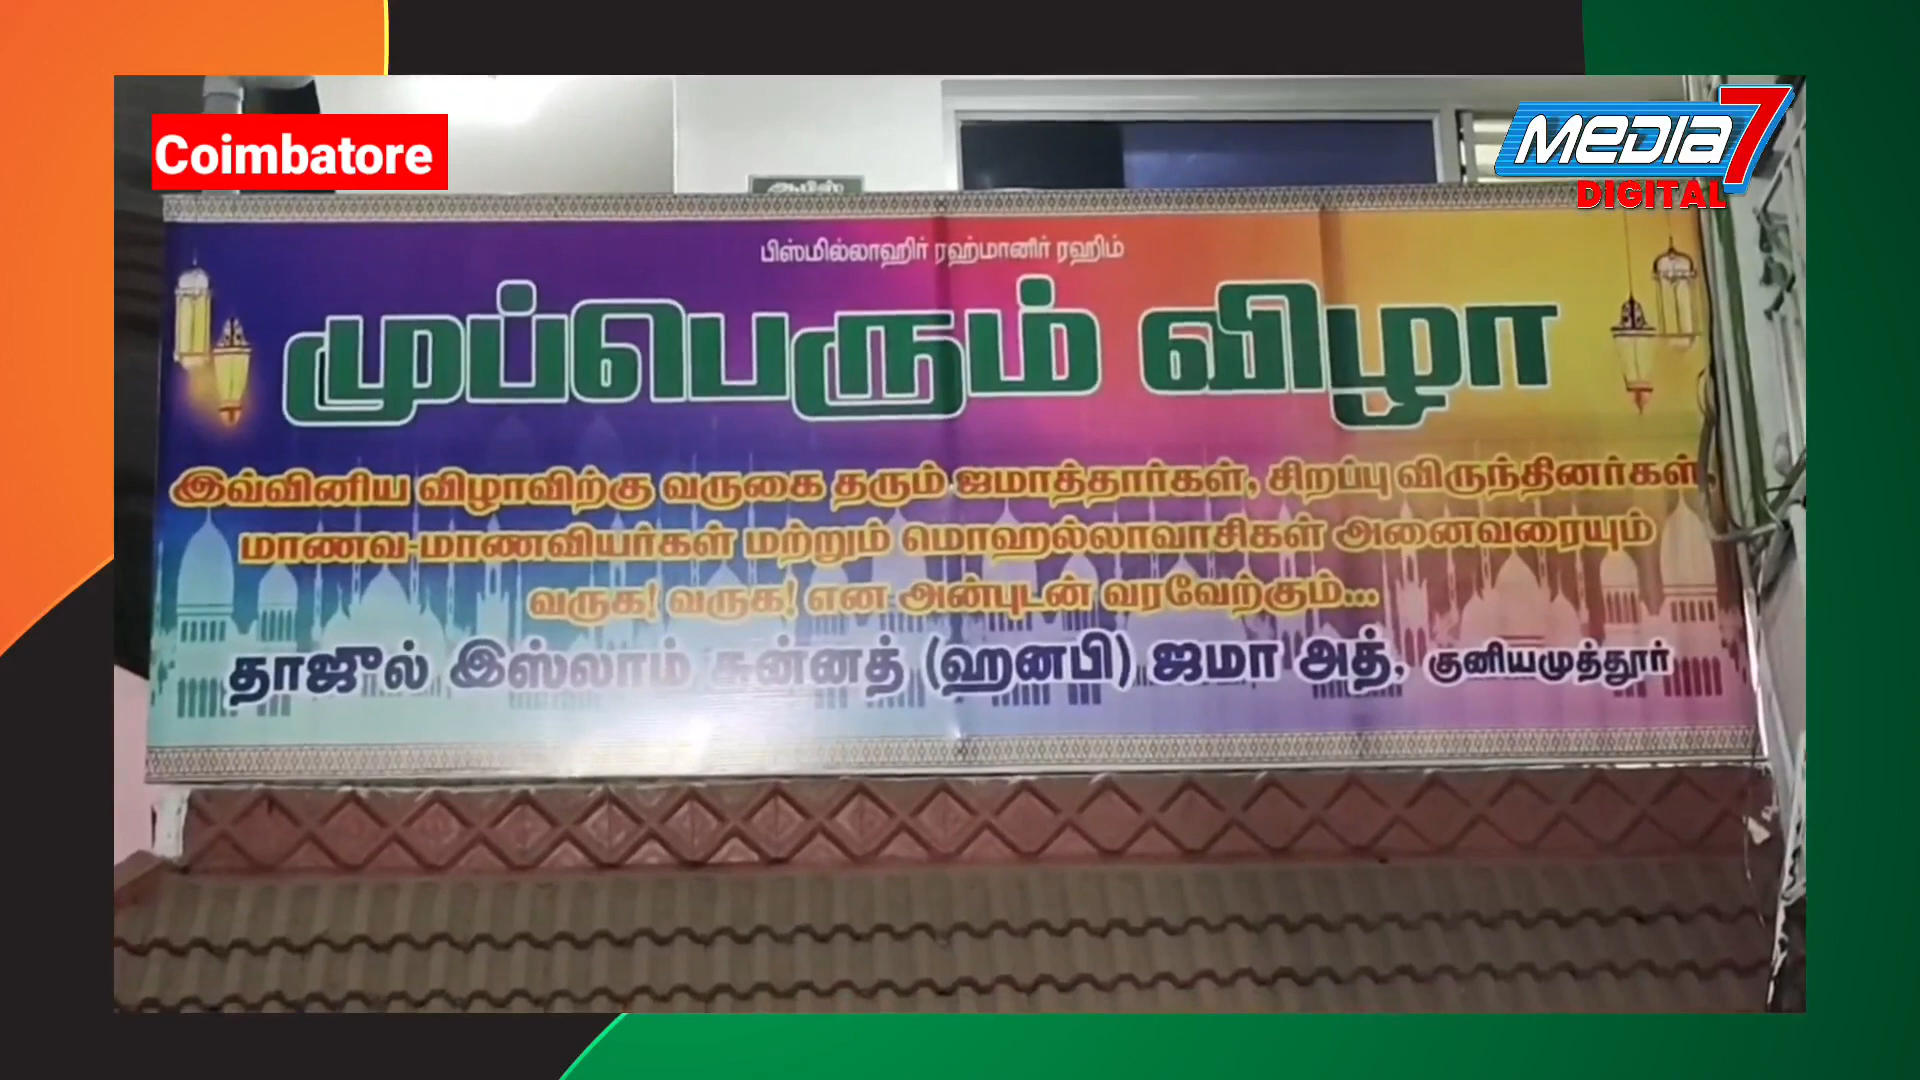 Coimbatore
MEDIA 7
DIGITAL
ஆபிஸ்
பிஸ்மில்லாஹிர் ரஹ்மானிர் ரஹிம்
முப்பெரும் விழா
இவ்வினிய விழாவிற்கு வருகை தரும் ஜமாத்தார்கள், சிறப்பு விருந்தினர்கள்,
மாணவ-மாணவியர்கள் மற்றும் மொஹல்லாவாசிகள் அனைவரையும்
வருக! வருக! என அன்புடன் வரவேற்கும்...
தாஜுல் இஸ்லாம் சுன்னத் (ஹனபி) ஜமா அத், குனியமுத்தூர்